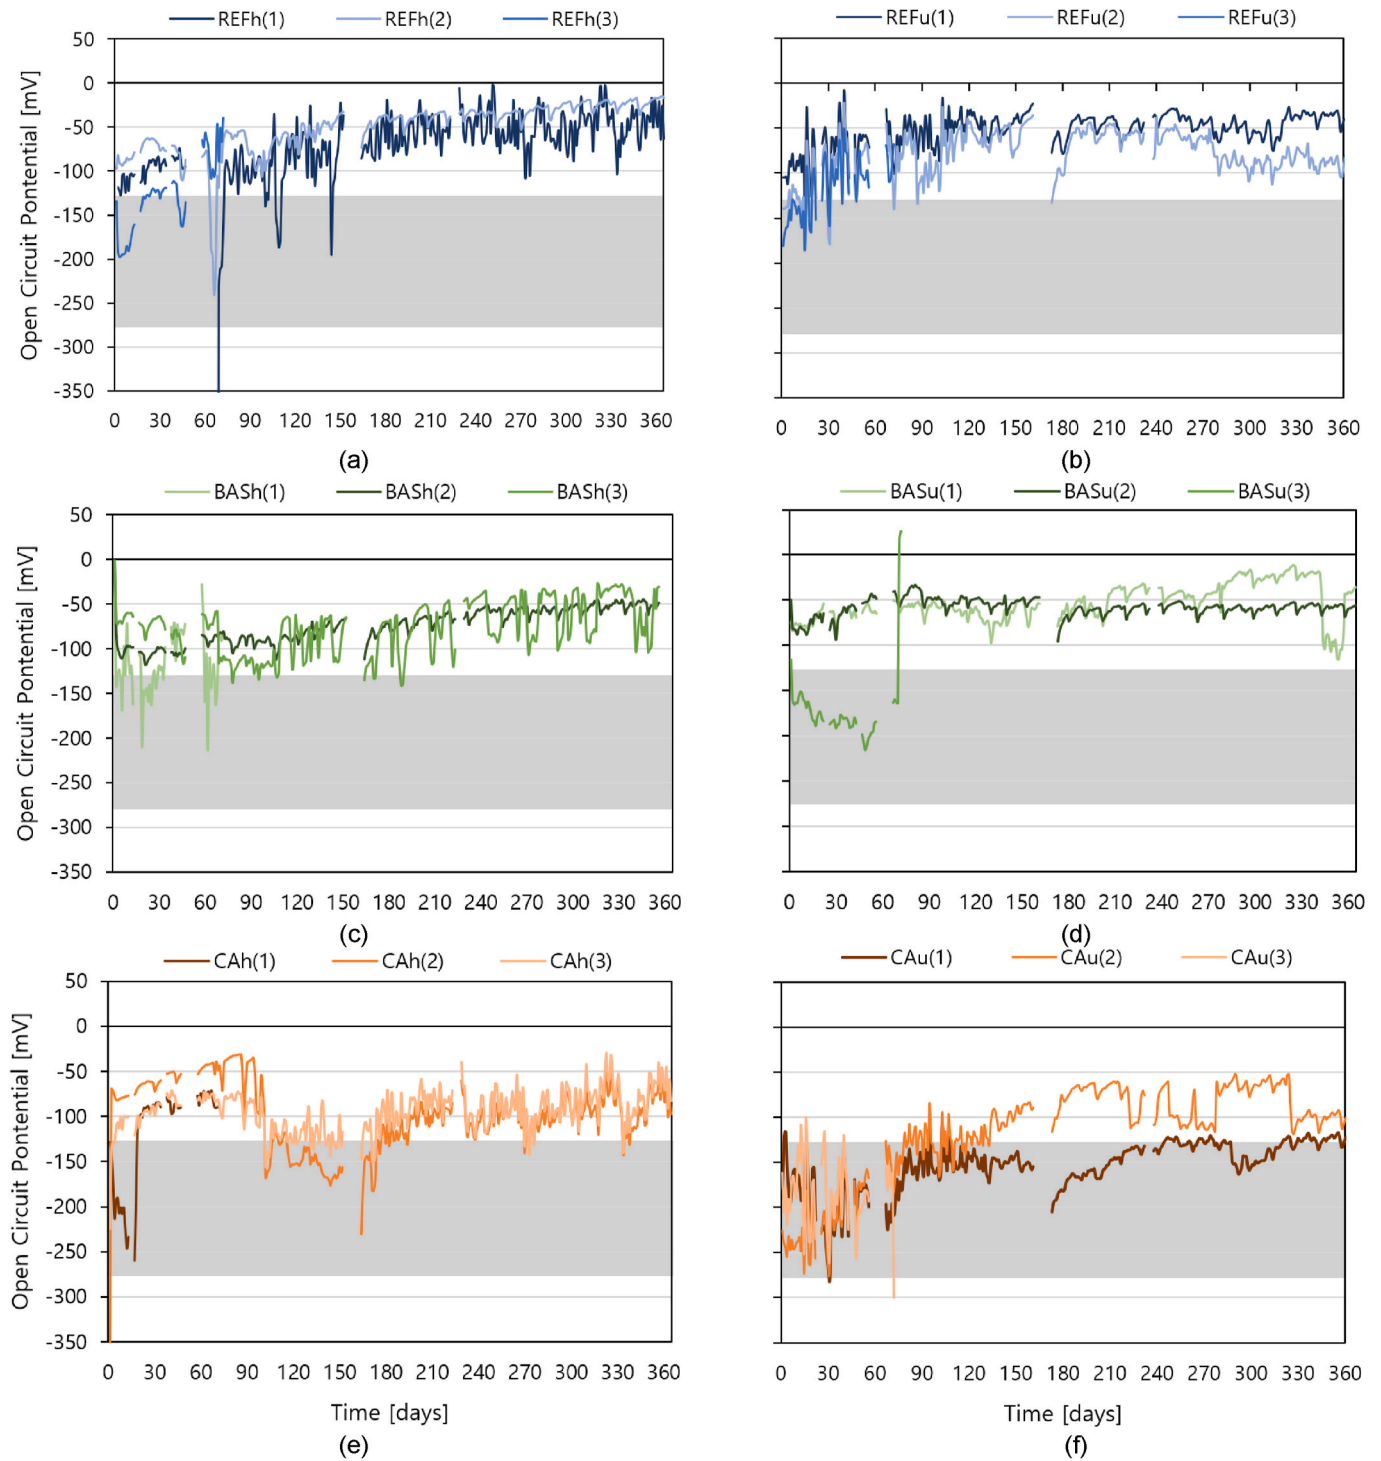 REFh(1) REFh(2) REFh(3)
REFu(1) REFu(2) REFu(3)
Open Circuit Pontential [mV]
50
0
-50
-100
-150
-200
-250
-300
-350
0 30 60 90 120 150 180 210 240 270 300 330 360
0 30 60 90 120 150 180 210 240 270 300 330 360
(a)
(b)
BASh(1) BASh(2) BASh(3)
BASu(1) BASu(2) BASu(3)
Open Circuit Pontential [mV]
50
0
-50
-100
-150
-200
-250
-300
-350
0 30 60 90 120 150 180 210 240 270 300 330 360
0 30 60 90 120 150 180 210 240 270 300 330 360
(c)
(d)
CAh(1) CAh(2) CAh(3)
CAu(1) CAu(2) CAu(3)
Open Circuit Pontential [mV]
50
0
-50
-100
-150
-200
-250
-300
-350
0 30 60 90 120 150 180 210 240 270 300 330 360
0 30 60 90 120 150 180 210 240 270 300 330 360
Time [days]
Time [days]
(e)
(f)